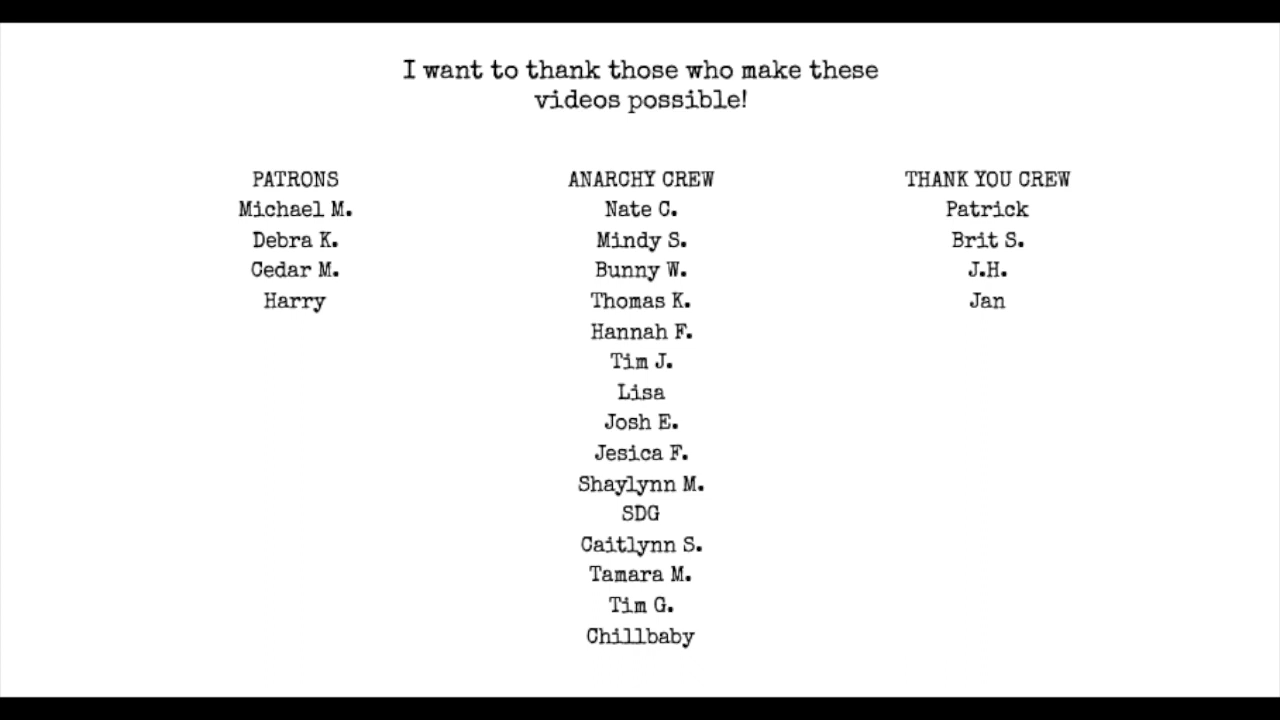 I want to thank those who make these
videos possible!
PATRONS
Michael M.
Debra K.
Cedar M.
Harry
ANARCHY CREW
Nate C.
Mindy S.
Bunny W.
Thomas K.
Hannah F.
Tim J.
Lisa
Josh E.
Jesica F.
Shaylynn M.
SDG
Caitlynn S.
Tamara M.
Tim G.
Chillbaby
THANK YOU CREW
Patrick
Brit S.
J.H.
Jan